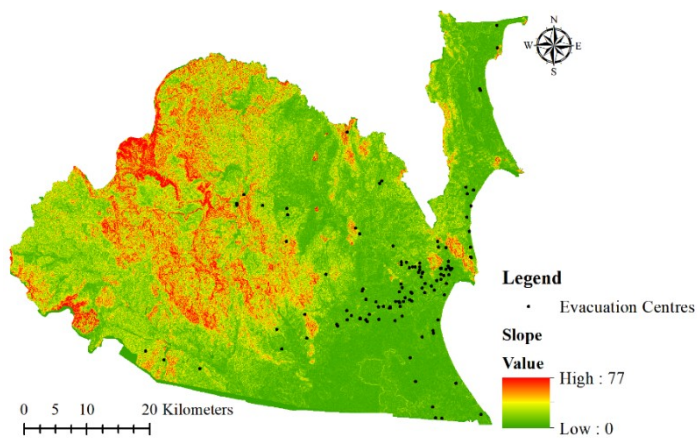 N
W E
S
Legend
Evacuation Centres
Slope
Value
High : 77
Low : 0
0 5 10 20 Kilometers